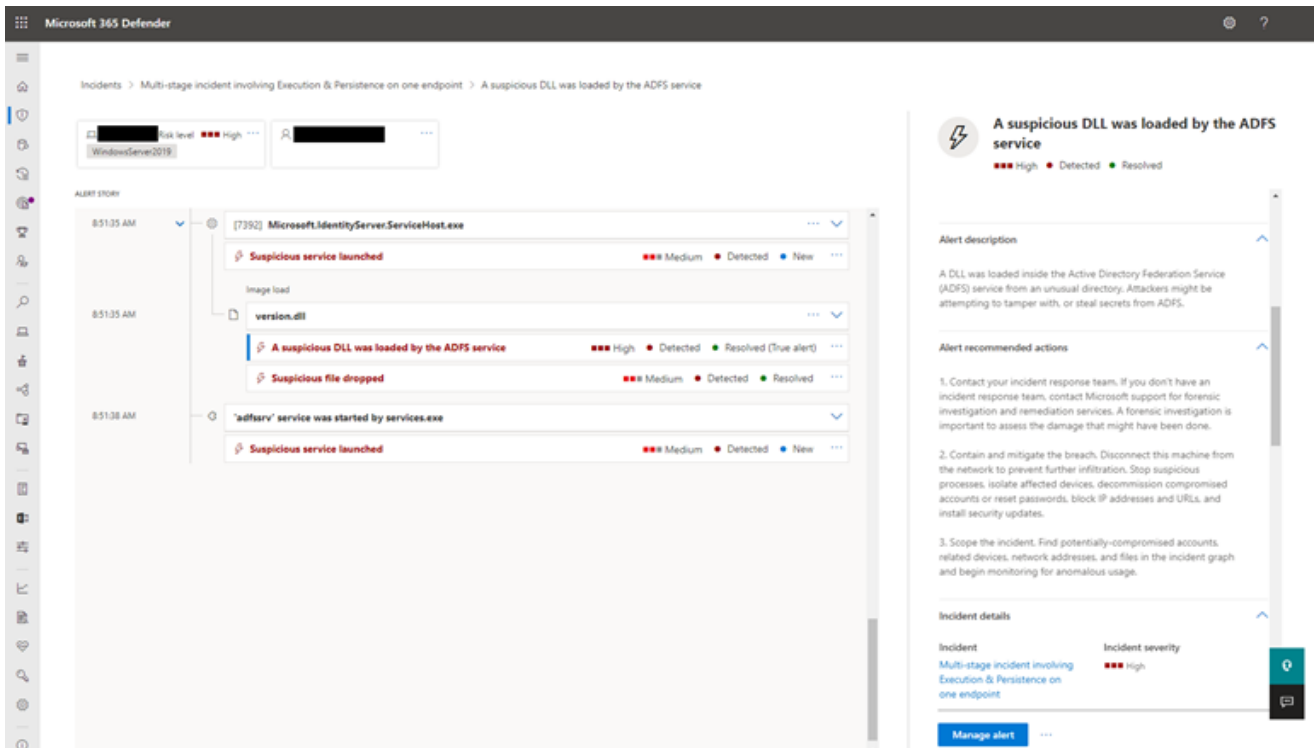 Microsoft 365 Defender
?
Incidents > Multi-stage incident involving Execution & Persistence on one endpoint > A suspicious DLL was loaded by the ADFS service
Risk level High ...
WindowsServer2019
...
ALERT STORY
8:51:35 AM
[7392] Microsoft.IdentityServer.ServiceHost.exe ...
Suspicious service launched Medium Detected New ...
Image load
8:51:35 AM
version.dll ...
A suspicious DLL was loaded by the ADFS service High Detected Resolved (True alert) ...
Suspicious file dropped Medium Detected Resolved ...
8:51:38 AM
'adfssrv' service was started by services.exe
Suspicious service launched Medium Detected New ...
A suspicious DLL was loaded by the ADFS
service
High Detected Resolved
Alert description
A DLL was loaded inside the Active Directory Federation Service
(ADFS) service from an unusual directory. Attackers might be
attempting to tamper with, or steal secrets from ADFS.
Alert recommended actions
1. Contact your incident response team. If you don't have an
incident response team, contact Microsoft support for forensic
investigation and remediation services. A forensic investigation is
important to assess the damage that might have been done.
2. Contain and mitigate the breach. Disconnect this machine from
the network to prevent further infiltration. Stop suspicious
processes, isolate affected devices, decommission compromised
accounts or reset passwords, block IP addresses and URLs, and
install security updates.
3. Scope the incident. Find potentially-compromised accounts,
related devices, network addresses, and files in the incident graph
and begin monitoring for anomalous usage.
Incident details
Incident
Incident severity
Multi-stage incident involving
Execution & Persistence on
one endpoint
High
Manage alert ...